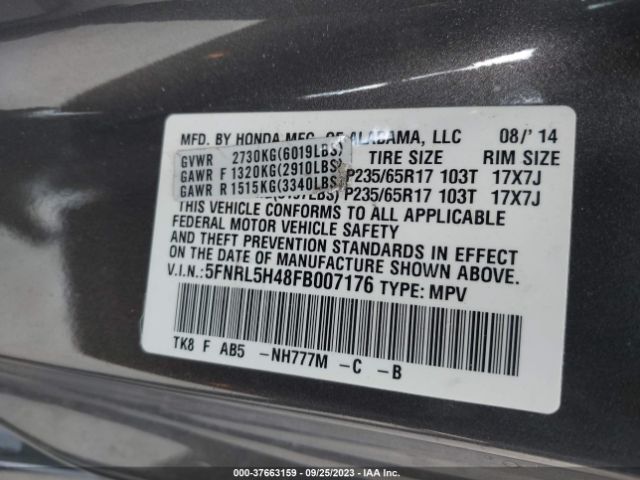 MFD. BY HONDA MFG. OF ALABAMA, LLC 08/'14
GVWR 2730KG(6019LBS) TIRE SIZE RIM SIZE
GAWR F 1320KG(2910LBS) P235/65R17 103T 17X7J
GAWR R 1515KG(3340LBS) P235/65R17 103T 17X7J
THIS VEHICLE CONFORMS TO ALL APPLICABLE
FEDERAL MOTOR VEHICLE SAFETY
AND THEFT PREVENTION STANDARDS IN EFFECT
ON THE DATE OF MANUFACTURE SHOWN ABOVE.
V.I.N.:5FNRL5H48FB007176 TYPE: MPV
TK8 F AB5 -NH777M -C -B
000-37663159 - 09/25/2023 - IAA Inc.